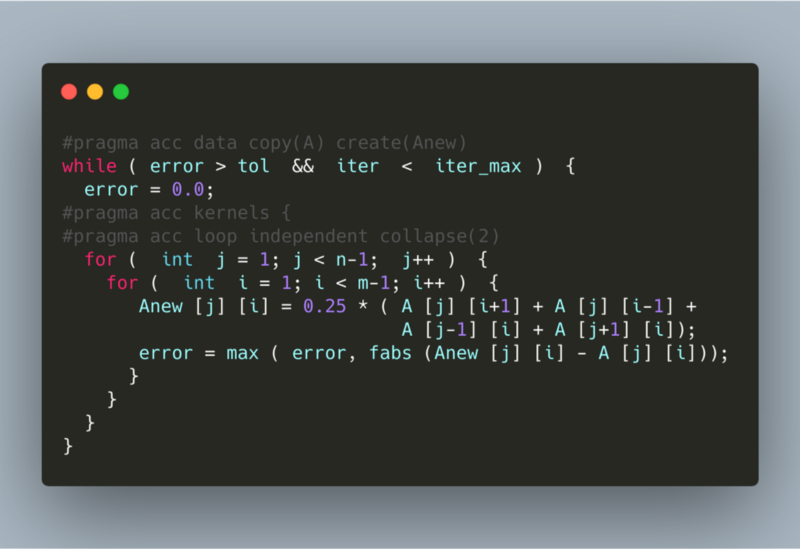 #pragma acc data copy(A) create(Anew)
while ( error > tol  &&  iter  <  iter_max )  {
  error = 0.0;
#pragma acc kernels {
#pragma acc loop independent collapse(2)
  for (  int  j = 1; j < n-1;  j++ )  {
    for (  int  i = 1; i < m-1; i++ )  {
       Anew [j] [i] = 0.25 * ( A [j] [i+1] + A [j] [i-1] +
                               A [j-1] [i] + A [j+1] [i]);
       error = max ( error, fabs (Anew [j] [i] - A [j] [i]));
      }
    }
  }
}